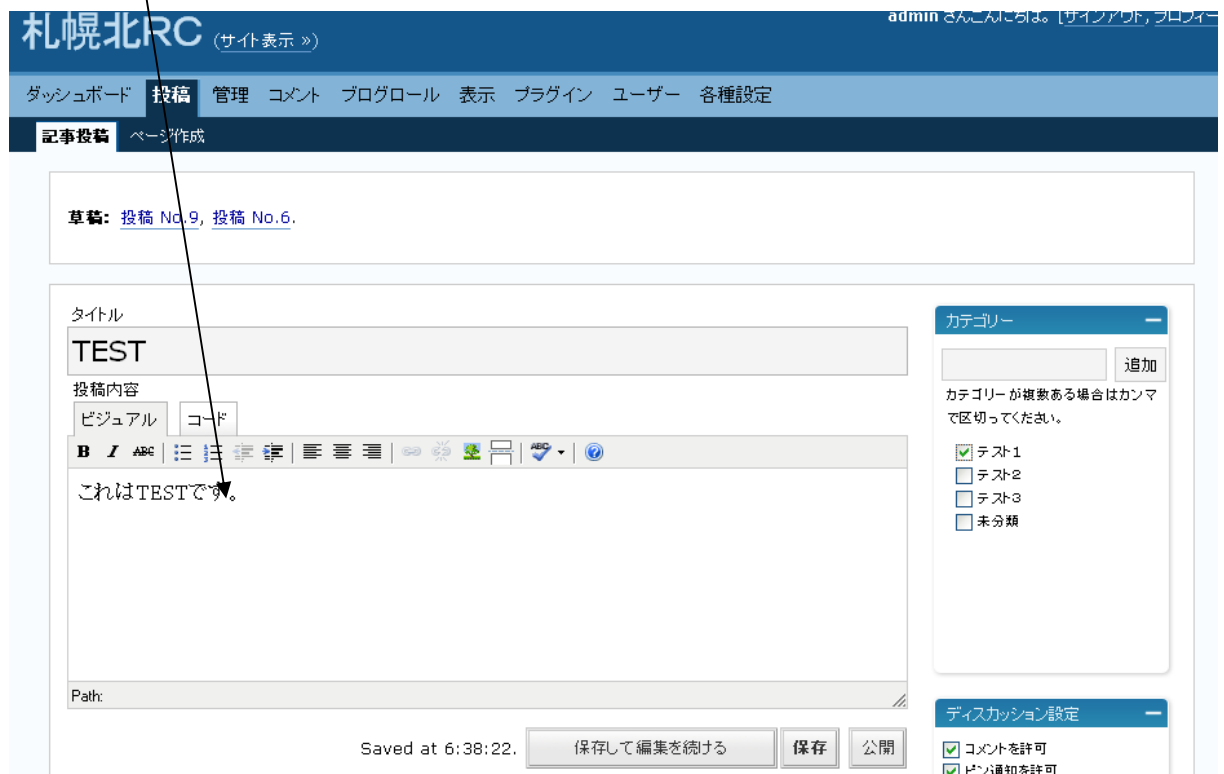 札幌北RC (サイト表示 »)
admin さんこんにちは。[サインアウト, プロフィー
ダッシュボード 投稿 管理 コメント ブログロール 表示 プラグイン ユーザー 各種設定
記事投稿 ページ作成
草稿: 投稿 No.9, 投稿 No.6.
タイトル
TEST
投稿内容
ビジュアル コード
B I ABC ABC
これはTESTです。
Path:
Saved at 6:38:22. 保存して編集を続ける 保存 公開
カテゴリー
追加
カテゴリーが複数ある場合はカンマ
で区切ってください。
テスト1
テスト2
テスト3
未分類
ディスカッション設定
コメントを許可
ピン通知を許可